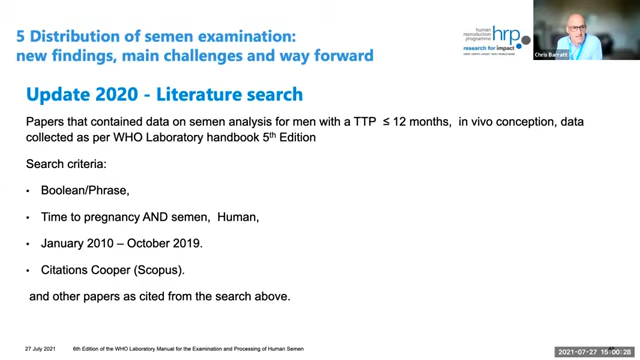 5 Distribution of semen examination:
new findings, main challenges and way forward
human
reproduction
programme
hrp
research for impact
Chris Barratt
Update 2020 - Literature search
Papers that contained data on semen analysis for men with a TTP ≤ 12 months, in vivo conception, data
collected as per WHO Laboratory handbook 5th Edition
Search criteria:
• Boolean/Phrase,
• Time to pregnancy AND semen, Human,
• January 2010 – October 2019.
• Citations Cooper (Scopus).
and other papers as cited from the search above.
27 July 2021 6th Edition of the WHO Laboratory Manual for the Examination and Processing of Human Semen
2021-07-27 15:00:28